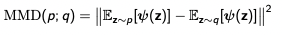 MMD(p; q) = ‖𝔼_{z∼p}[ψ(z)] − 𝔼_{z∼q}[ψ(z)]‖²